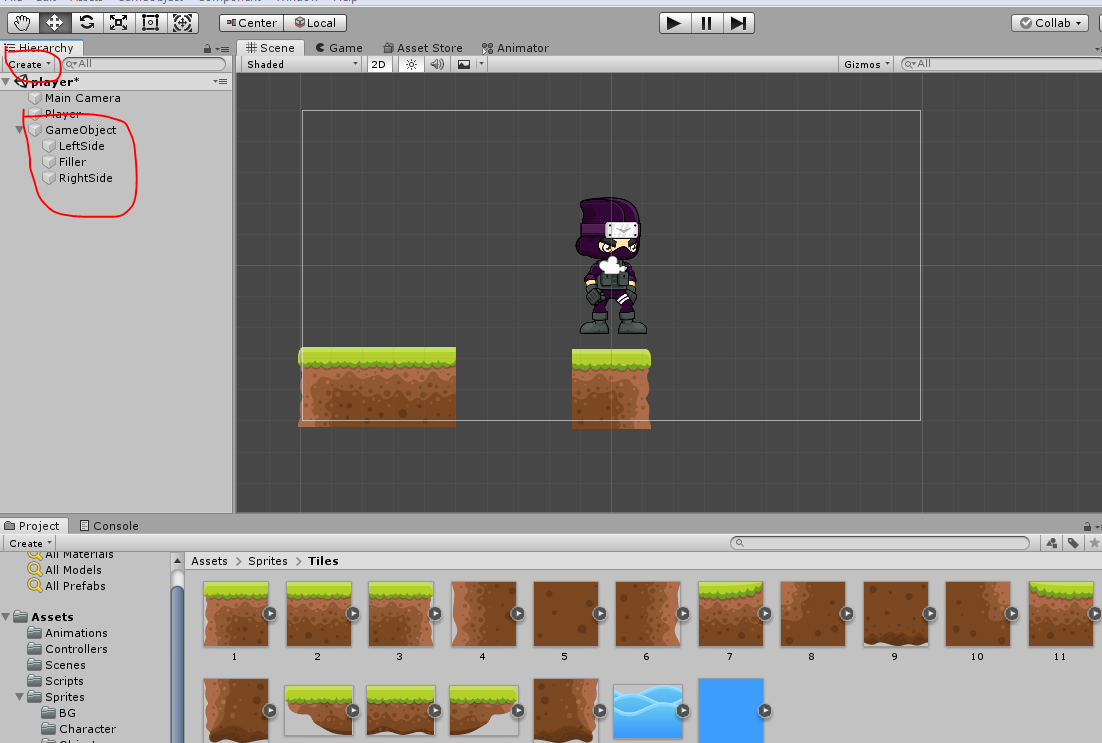 Center Local Collab
Hierarchy Scene Game Asset Store Animator
Create All Shaded 2D Gizmos All
player*
Main Camera
Player
GameObject
LeftSide
Filler
RightSide
Project Console
Create
All Materials
All Models
All Prefabs
Assets
Animations
Controllers
Scenes
Scripts
Sprites
BG
Character
Assets > Sprites > Tiles
1 2 3 4 5 6 7 8 9 10 11